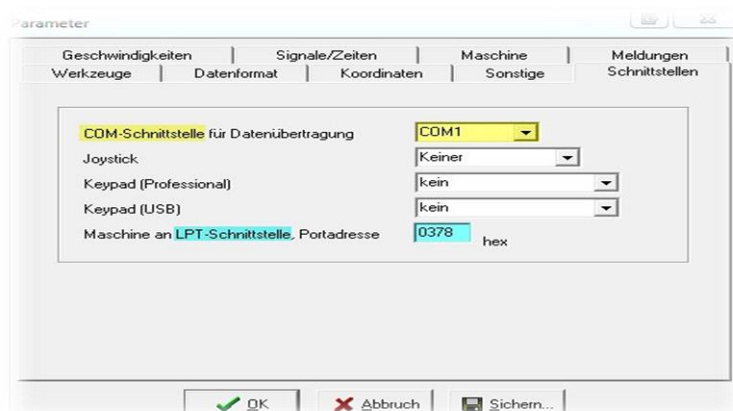 Parameter
Geschwindigkeiten Signale/Zeiten Maschine Meldungen
Werkzeuge Datenformat Koordinaten Sonstige Schnittstellen
COM-Schnittstelle für Datenübertragung COM1
Joystick Keiner
Keypad (Professional) kein
Keypad (USB) kein
Maschine an LPT-Schnittstelle, Portadresse 0378 hex
OK Abbruch Sichern...